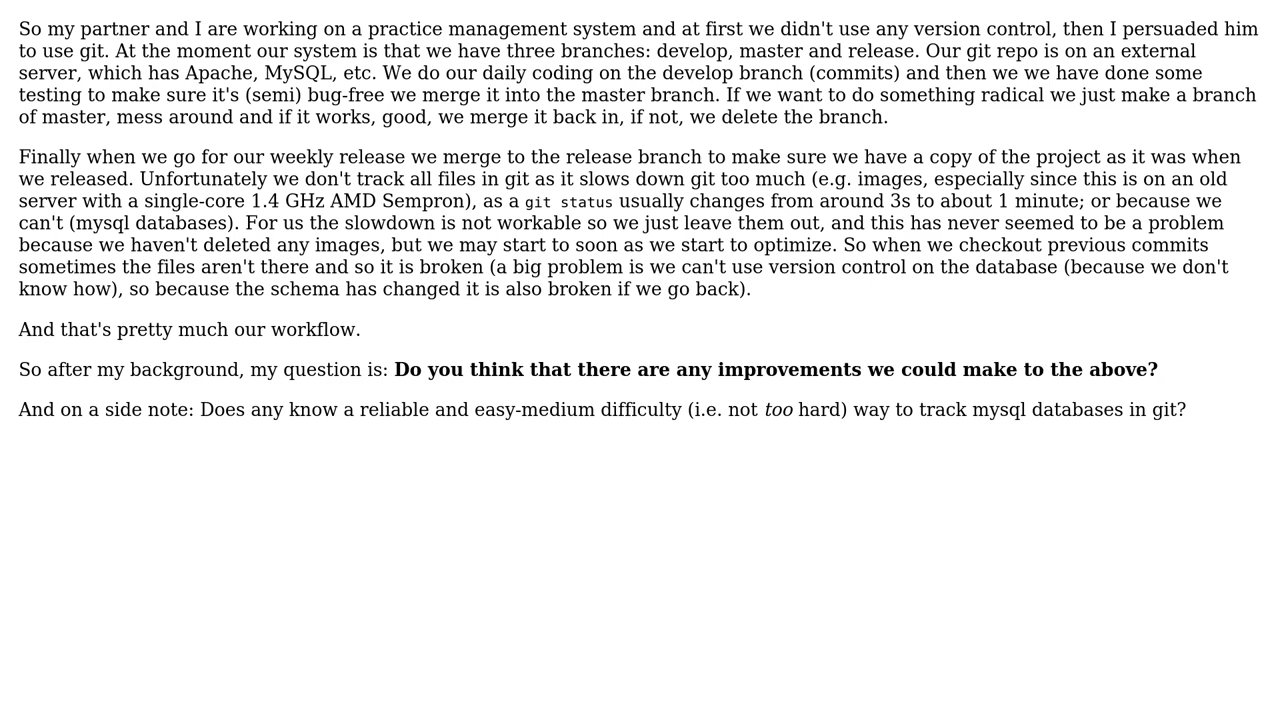 So my partner and I are working on a practice management system and at first we didn't use any version control, then I persuaded him
to use git. At the moment our system is that we have three branches: develop, master and release. Our git repo is on an external
server, which has Apache, MySQL, etc. We do our daily coding on the develop branch (commits) and then we we have done some
testing to make sure it's (semi) bug-free we merge it into the master branch. If we want to do something radical we just make a branch
of master, mess around and if it works, good, we merge it back in, if not, we delete the branch.
Finally when we go for our weekly release we merge to the release branch to make sure we have a copy of the project as it was when
we released. Unfortunately we don't track all files in git as it slows down git too much (e.g. images, especially since this is on an old
server with a single-core 1.4 GHz AMD Sempron), as a git status usually changes from around 3s to about 1 minute; or because we
can't (mysql databases). For us the slowdown is not workable so we just leave them out, and this has never seemed to be a problem
because we haven't deleted any images, but we may start to soon as we start to optimize. So when we checkout previous commits
sometimes the files aren't there and so it is broken (a big problem is we can't use version control on the database (because we don't
know how), so because the schema has changed it is also broken if we go back).
And that's pretty much our workflow.
So after my background, my question is: Do you think that there are any improvements we could make to the above?
And on a side note: Does any know a reliable and easy-medium difficulty (i.e. not too hard) way to track mysql databases in git?